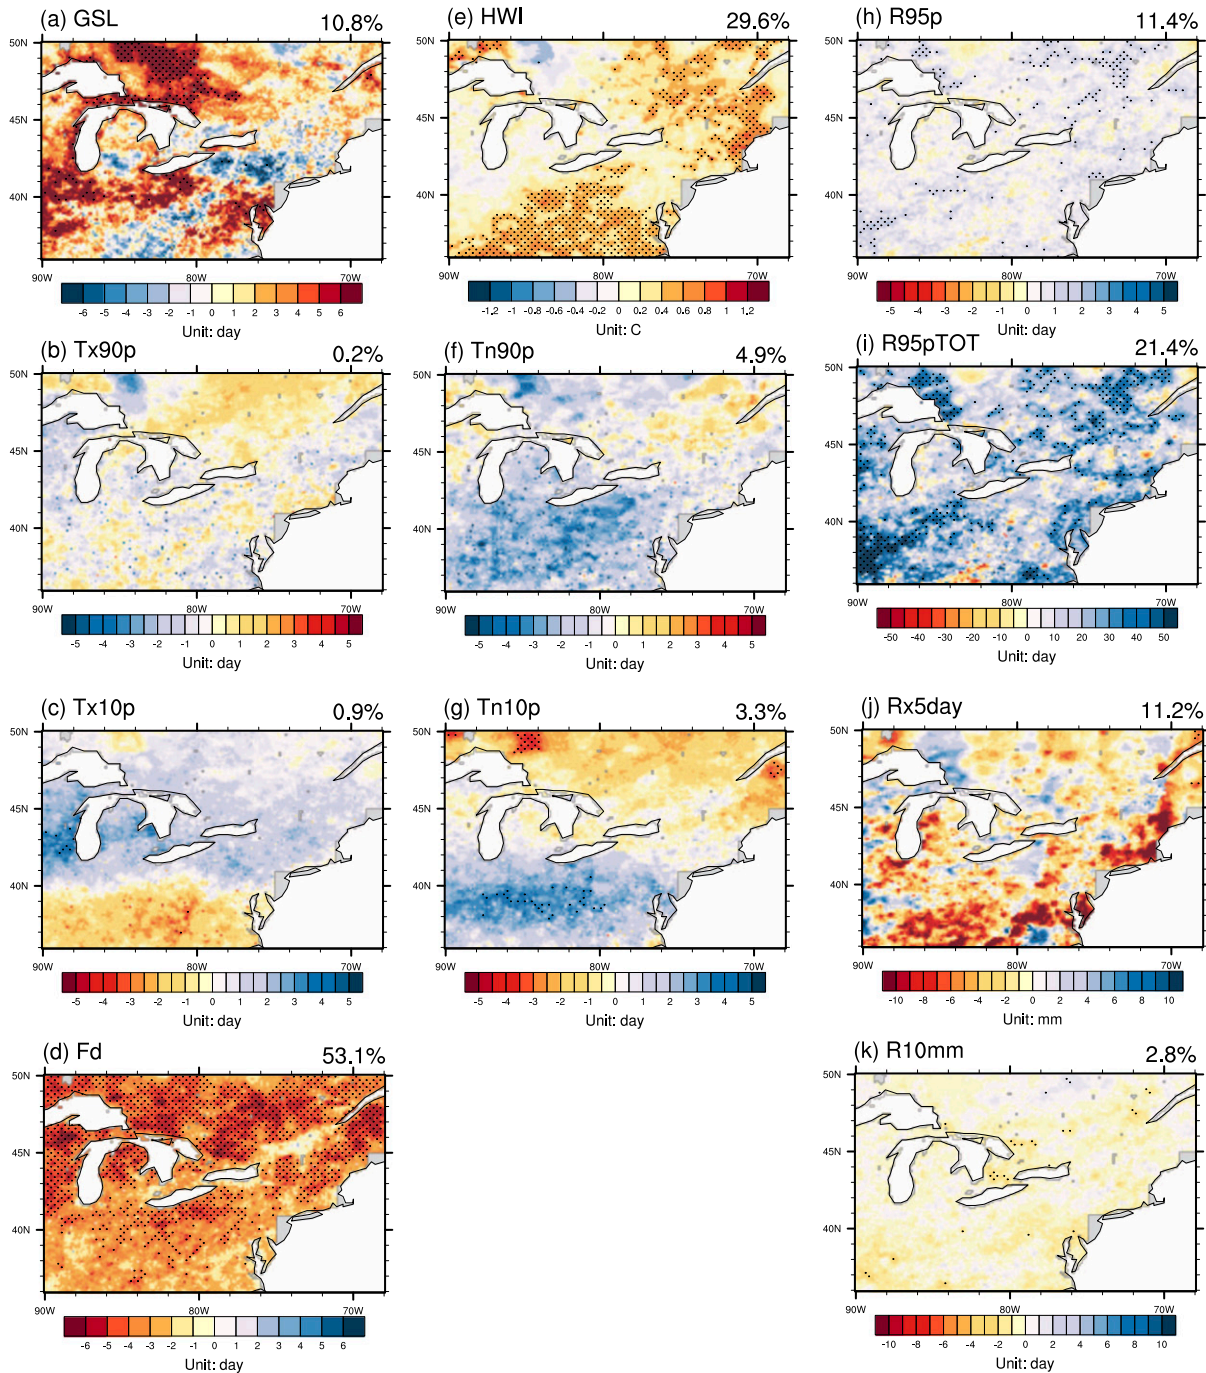 (a) GSL 10.8%
50N
45N
40N
90W 80W 70W
-6 -5 -4 -3 -2 -1 0 1 2 3 4 5 6
Unit: day
(b) Tx90p 0.2%
50N
45N
40N
90W 80W 70W
-5 -4 -3 -2 -1 0 1 2 3 4 5
Unit: day
(c) Tx10p 0.9%
50N
45N
40N
90W 80W 70W
-5 -4 -3 -2 -1 0 1 2 3 4 5
Unit: day
(d) Fd 53.1%
50N
45N
40N
90W 80W 70W
-6 -5 -4 -3 -2 -1 0 1 2 3 4 5 6
Unit: day
(e) HWI 29.6%
50N
45N
40N
90W 80W 70W
-1.2 -1 -0.8 -0.6 -0.4 -0.2 0 0.2 0.4 0.6 0.8 1 1.2
Unit: C
(f) Tn90p 4.9%
50N
45N
40N
90W 80W 70W
-5 -4 -3 -2 -1 0 1 2 3 4 5
Unit: day
(g) Tn10p 3.3%
50N
45N
40N
90W 80W 70W
-5 -4 -3 -2 -1 0 1 2 3 4 5
Unit: day
(h) R95p 11.4%
50N
45N
40N
90W 80W 70W
-5 -4 -3 -2 -1 0 1 2 3 4 5
Unit: day
(i) R95pTOT 21.4%
50N
45N
40N
90W 80W 70W
-50 -40 -30 -20 -10 0 10 20 30 40 50
Unit: day
(j) Rx5day 11.2%
50N
45N
40N
90W 80W 70W
-10 -8 -6 -4 -2 0 2 4 6 8 10
Unit: mm
(k) R10mm 2.8%
50N
45N
40N
90W 80W 70W
-10 -8 -6 -4 -2 0 2 4 6 8 10
Unit: day